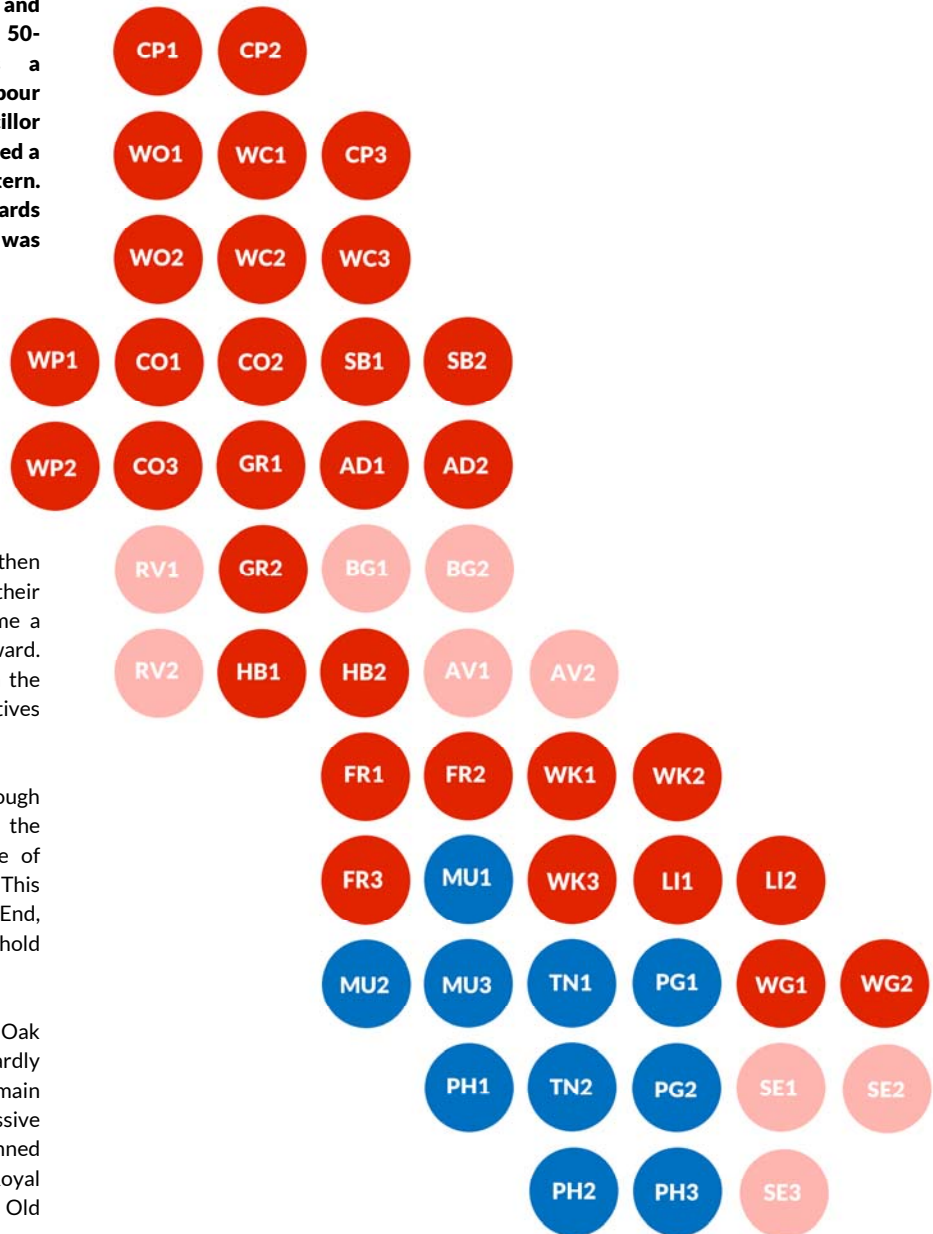 and
50-
a
bour
illor
ed a
tern.
ards
was
CP1 CP2
WO1 WC1 CP3
WO2 WC2 WC3
WP1 CO1 CO2 SB1 SB2
WP2 CO3 GR1 AD1 AD2
RV1 GR2 BG1 BG2
RV2 HB1 HB2 AV1 AV2
FR1 FR2 WK1 WK2
FR3 MU1 WK3 LI1 LI2
MU2 MU3 TN1 PG1 WG1 WG2
PH1 TN2 PG2 SE1 SE2
PH2 PH3 SE3
then
their
me a
ward.
the
tives
ough
the
e of
This
End,
hold
Oak
ardly
main
ssive
nned
Royal
Old